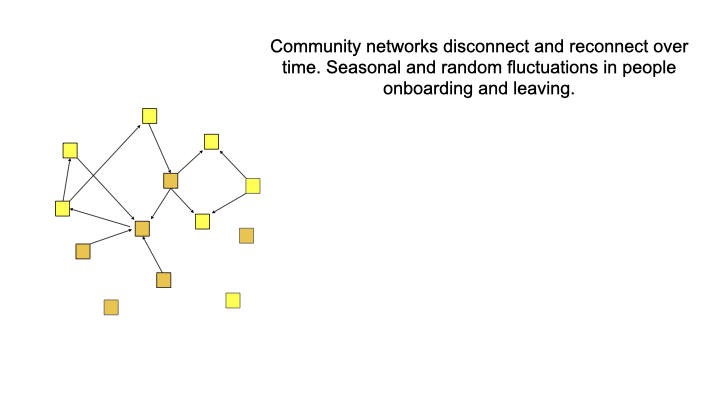 Community networks disconnect and reconnect over
time. Seasonal and random fluctuations in people
onboarding and leaving.